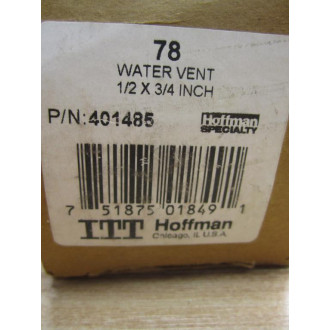 78
WATER VENT
1/2 X 3/4 INCH
P/N:401485
Hoffman
SPECIALTY
7 51875 01849 1
ITT Hoffman
Chicago, IL U.S.A.